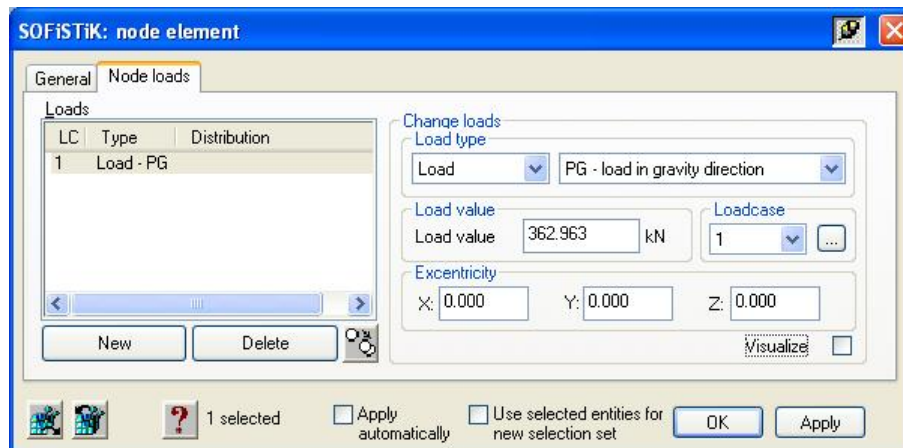 SOFiSTiK: node element
General
Node loads
Loads
LC Type Distribution
1 Load - PG
New
Delete
Change loads
Load type
Load
PG - load in gravity direction
Load value
Load value 362.963 kN
Loadcase
1
...
Excentricity
X: 0.000 Y: 0.000 Z: 0.000
Visualize
?
1 selected
Apply
automatically
Use selected entities for
new selection set
OK
Apply